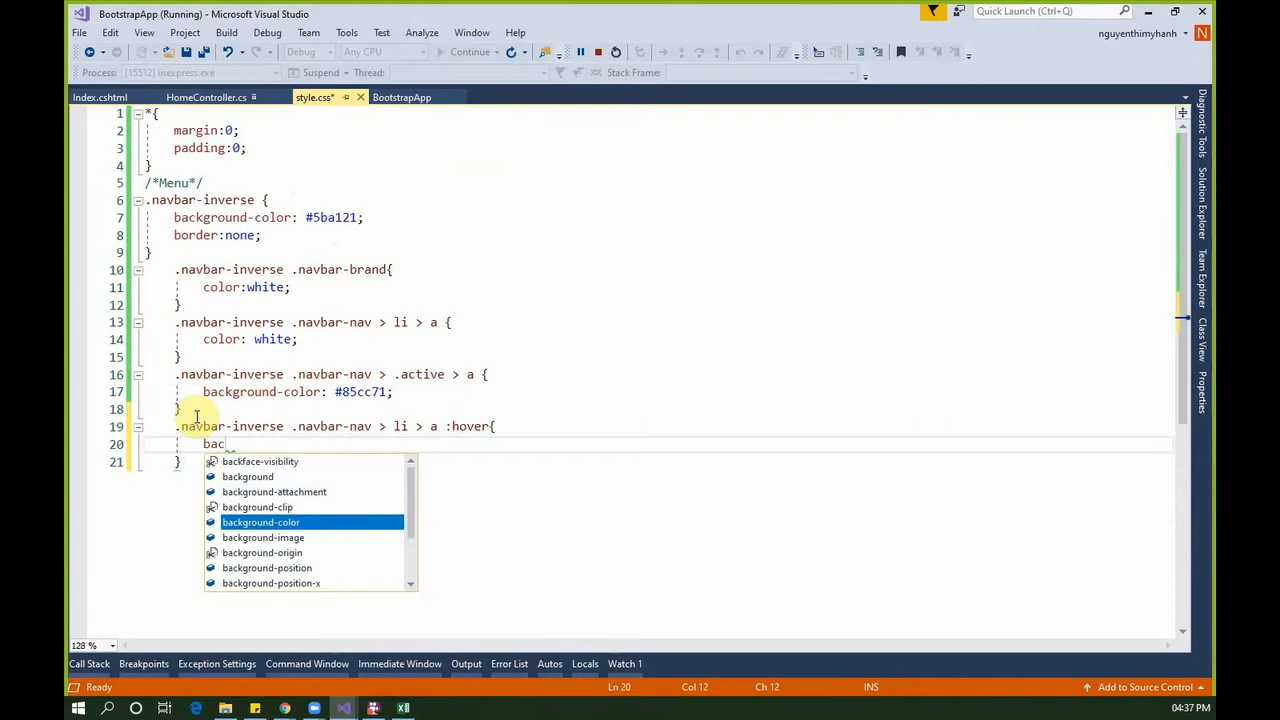 BootstrapApp (Running) - Microsoft Visual Studio
Quick Launch (Ctrl+Q)
File Edit View Project Build Debug Team Tools Test Analyze Window Help
nguyenthimyhanh
N
Debug Any CPU Continue
Process: [15512] iisexpress.exe Suspend Thread: Stack Frame:
Index.cshtml HomeController.cs style.css* BootstrapApp
1 *{
2 margin:0;
3 padding:0;
4 }
5 /*Menu*/
6 .navbar-inverse {
7 background-color: #5ba121;
8 border:none;
9 }
10 .navbar-inverse .navbar-brand{
11 color:white;
12 }
13 .navbar-inverse .navbar-nav > li > a {
14 color: white;
15 }
16 .navbar-inverse .navbar-nav > .active > a {
17 background-color: #85cc71;
18 }
19 .navbar-inverse .navbar-nav > li > a :hover{
20 bac
21 }
backface-visibility
background
background-attachment
background-clip
background-color
background-image
background-origin
background-position
background-position-x
Diagnostic Tools
Solution Explorer
Team Explorer
Class View
Properties
128 %
Call Stack Breakpoints Exception Settings Command Window Immediate Window Output Error List Autos Locals Watch 1
Ready Ln 20 Col 12 Ch 12 INS Add to Source Control
04:37 PM